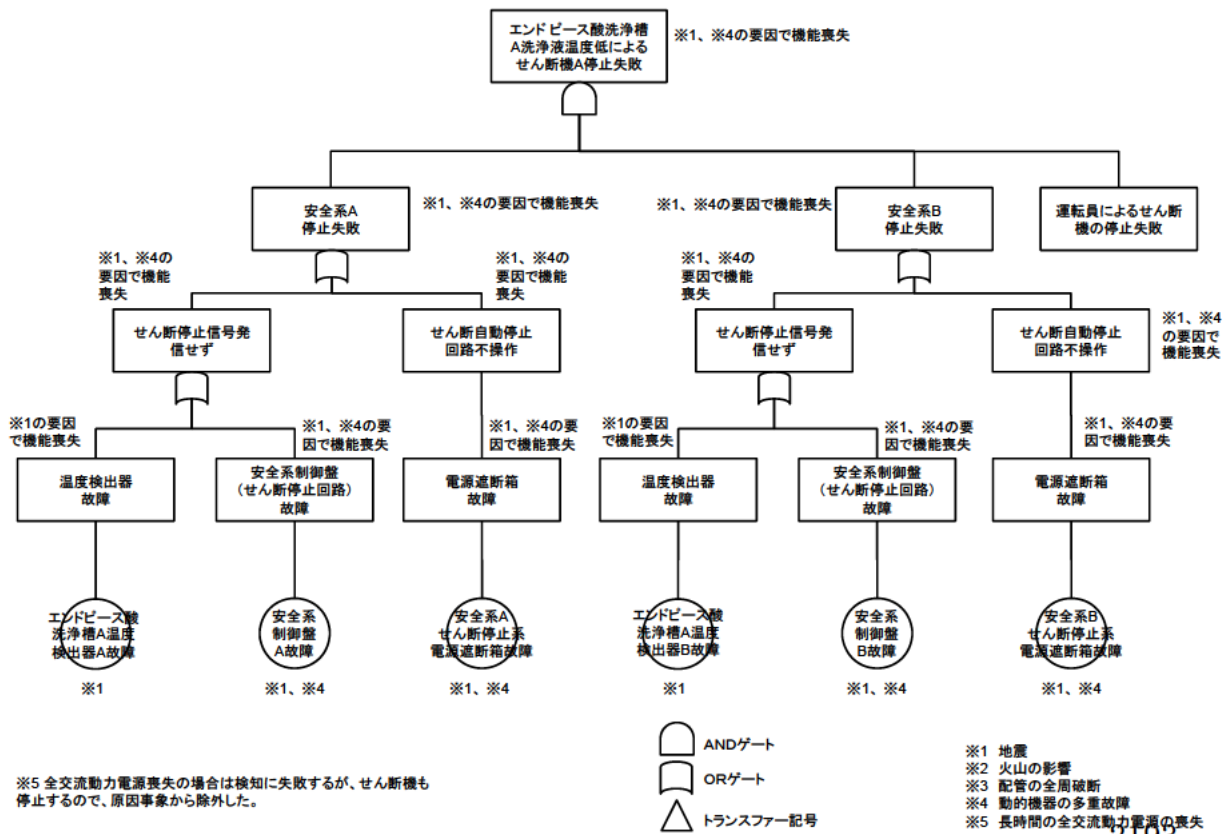 エンドピース酸洗浄槽
A洗浄液温度低による
せん断機A停止失敗
※1、※4の要因で機能喪失
安全系A
停止失敗
※1、※4の要因で機能喪失
※1、※4の要因で機能喪失
安全系B
停止失敗
運転員によるせん断
機の停止失敗
※1、※4の
要因で機能
喪失
※1、※4の
要因で機能
喪失
※1、※4の
要因で機能
喪失
せん断停止信号発
信せず
せん断自動停止
回路不操作
せん断停止信号発
信せず
せん断自動停止
回路不操作
※1、※4
の要因で
機能喪失
※1の要因
で機能喪失
※1、※4の要
因で機能喪失
※1、※4の要
因で機能喪失
※1の要因
で機能喪失
※1、※4の要
因で機能喪失
※1、※4の要
因で機能喪失
温度検出器
故障
安全系制御盤
（せん断停止回路）
故障
電源遮断箱
故障
温度検出器
故障
安全系制御盤
（せん断停止回路）
故障
電源遮断箱
故障
エンドピース酸
洗浄槽A温度
検出器A故障
安全系
制御盤
A故障
安全系A
せん断停止系
電源遮断箱故障
エンドピース酸
洗浄槽A温度
検出器B故障
安全系
制御盤
B故障
安全系B
せん断停止系
電源遮断箱故障
※1
※1、※4
※1、※4
※1
※1、※4
※1、※4
※5 全交流動力電源喪失の場合は検知に失敗するが、せん断機も
停止するので、原因事象から除外した。
ANDゲート
ORゲート
トランスファー記号
※1 地震
※2 火山の影響
※3 配管の全周破断
※4 動的機器の多重故障
※5 長時間の全交流動力電源の喪失